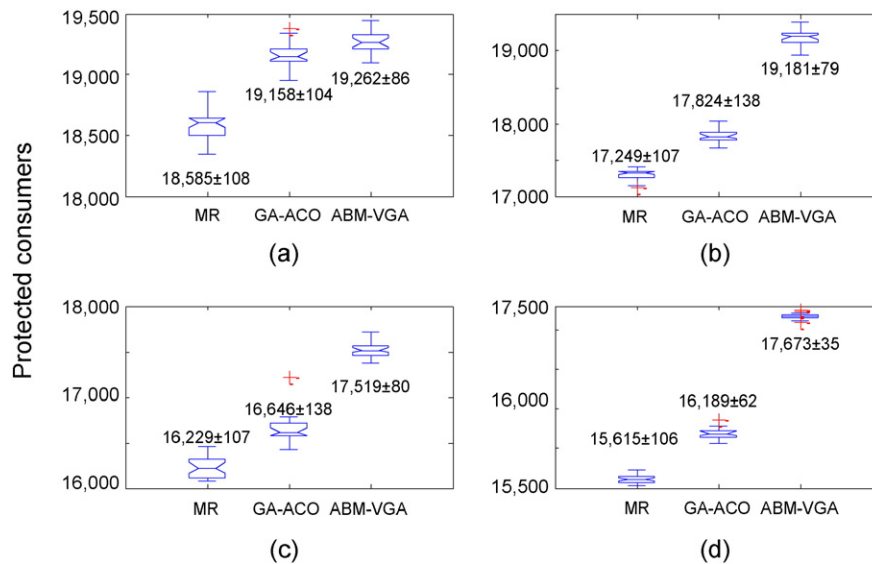 Protected consumers
19,500
19,000
18,500
18,000
18,585±108
19,158±104
19,262±86
MR GA-ACO ABM-VGA
(a)
19,000
18,000
17,000
17,249±107
17,824±138
19,181±79
MR GA-ACO ABM-VGA
(b)
18,000
17,000
16,000
16,229±107
16,646±138
17,519±80
MR GA-ACO ABM-VGA
(c)
17,500
16,000
15,500
15,615±106
16,189±62
17,673±35
MR GA-ACO ABM-VGA
(d)